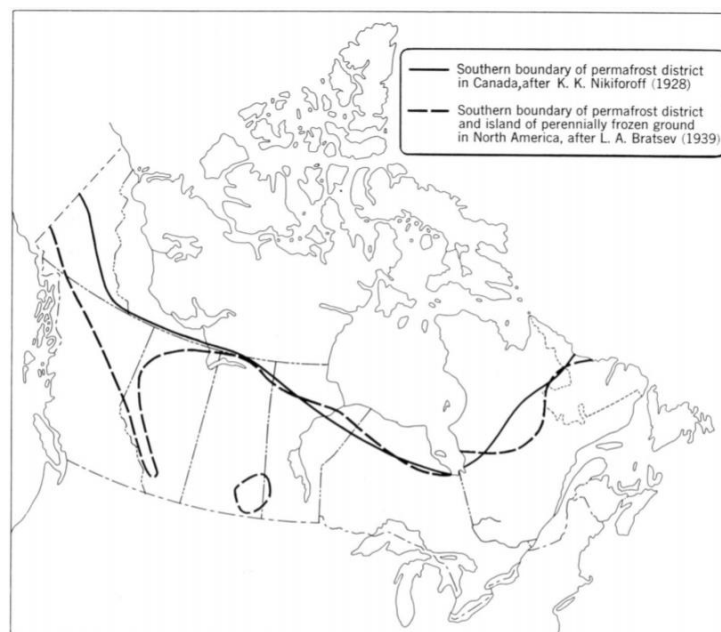 Southern boundary of permafrost district
in Canada,after K. K. Nikiforoff (1928)
Southern boundary of permafrost district
and island of perennially frozen ground
in North America, after L. A. Bratsev (1939)